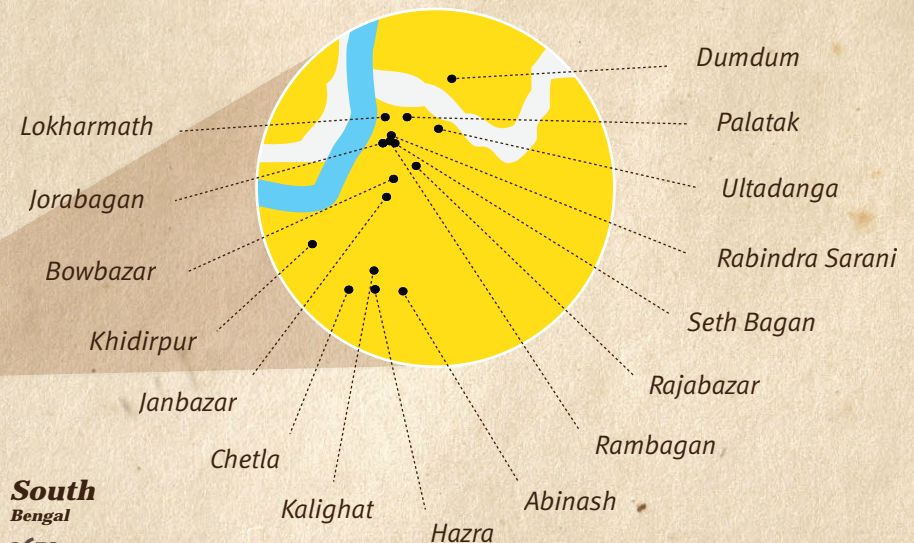 Dumdum
Lokharmath
Palatak
Jorabagan
Ultadanga
Bowbazar
Rabindra Sarani
Khidirpur
Seth Bagan
Janbazar
Rajabazar
Chetla
Rambagan
Kalighat
Abinash
Hazra
South
Bengal